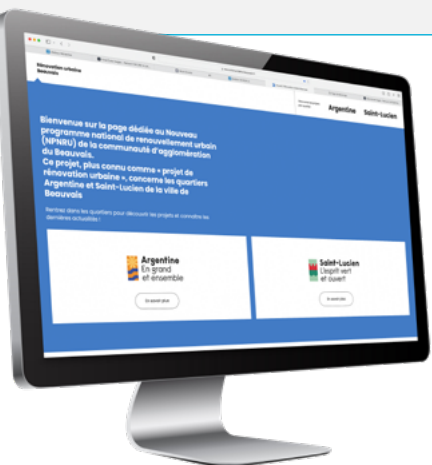 Rénovation urbaine
Beauvais
Argentine Saint-Lucien
Bienvenue sur la page dédiée au Nouveau
programme national de renouvellement urbain
(NPNRU) de la communauté d'agglomération
du Beauvais.
Ce projet, plus connu comme « projet de
rénovation urbaine », concerne les quartiers
Argentine et Saint-Lucien de la ville de
Beauvais
Rentrez dans les quartiers pour découvrir les projets et connaître les
dernières actualités !
Argentine
En grand
et ensemble
En savoir plus
Saint-Lucien
L'esprit vert
et ouvert
En savoir plus